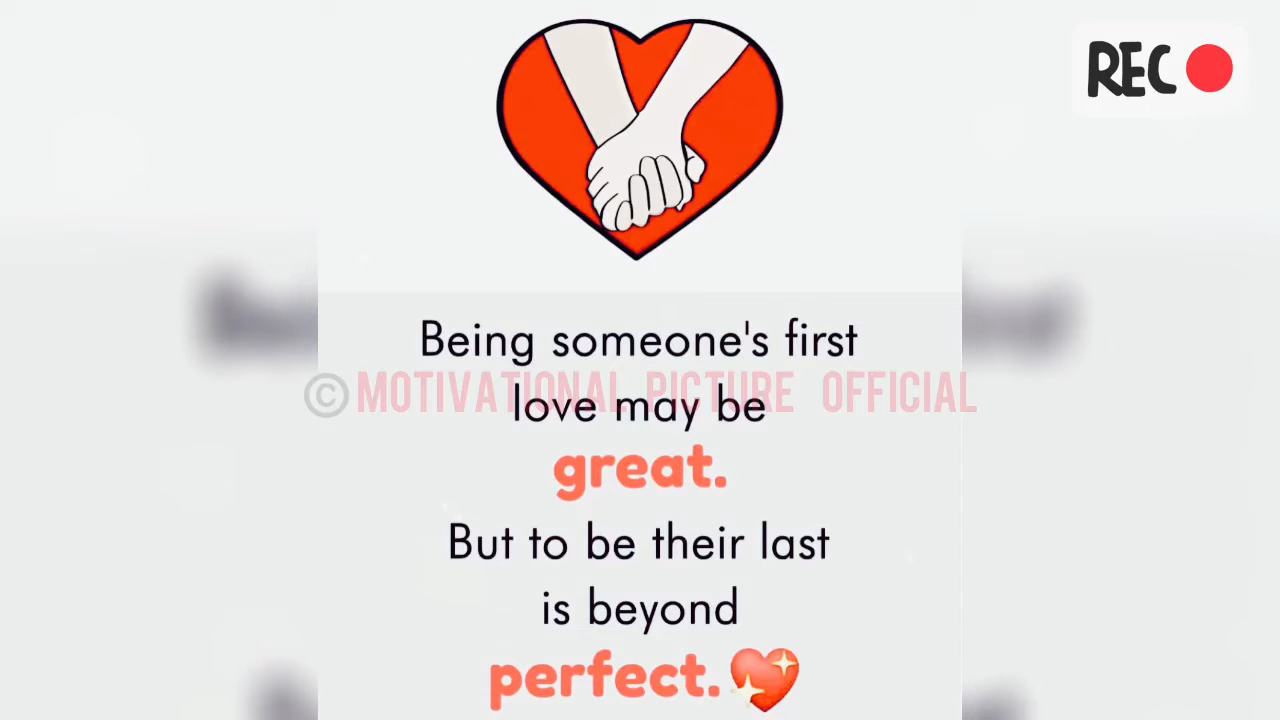 REC
Being someone's first
©MOTIVATIONAL PICTURE OFFICIAL
love may be
great.
But to be their last
is beyond
perfect.💖